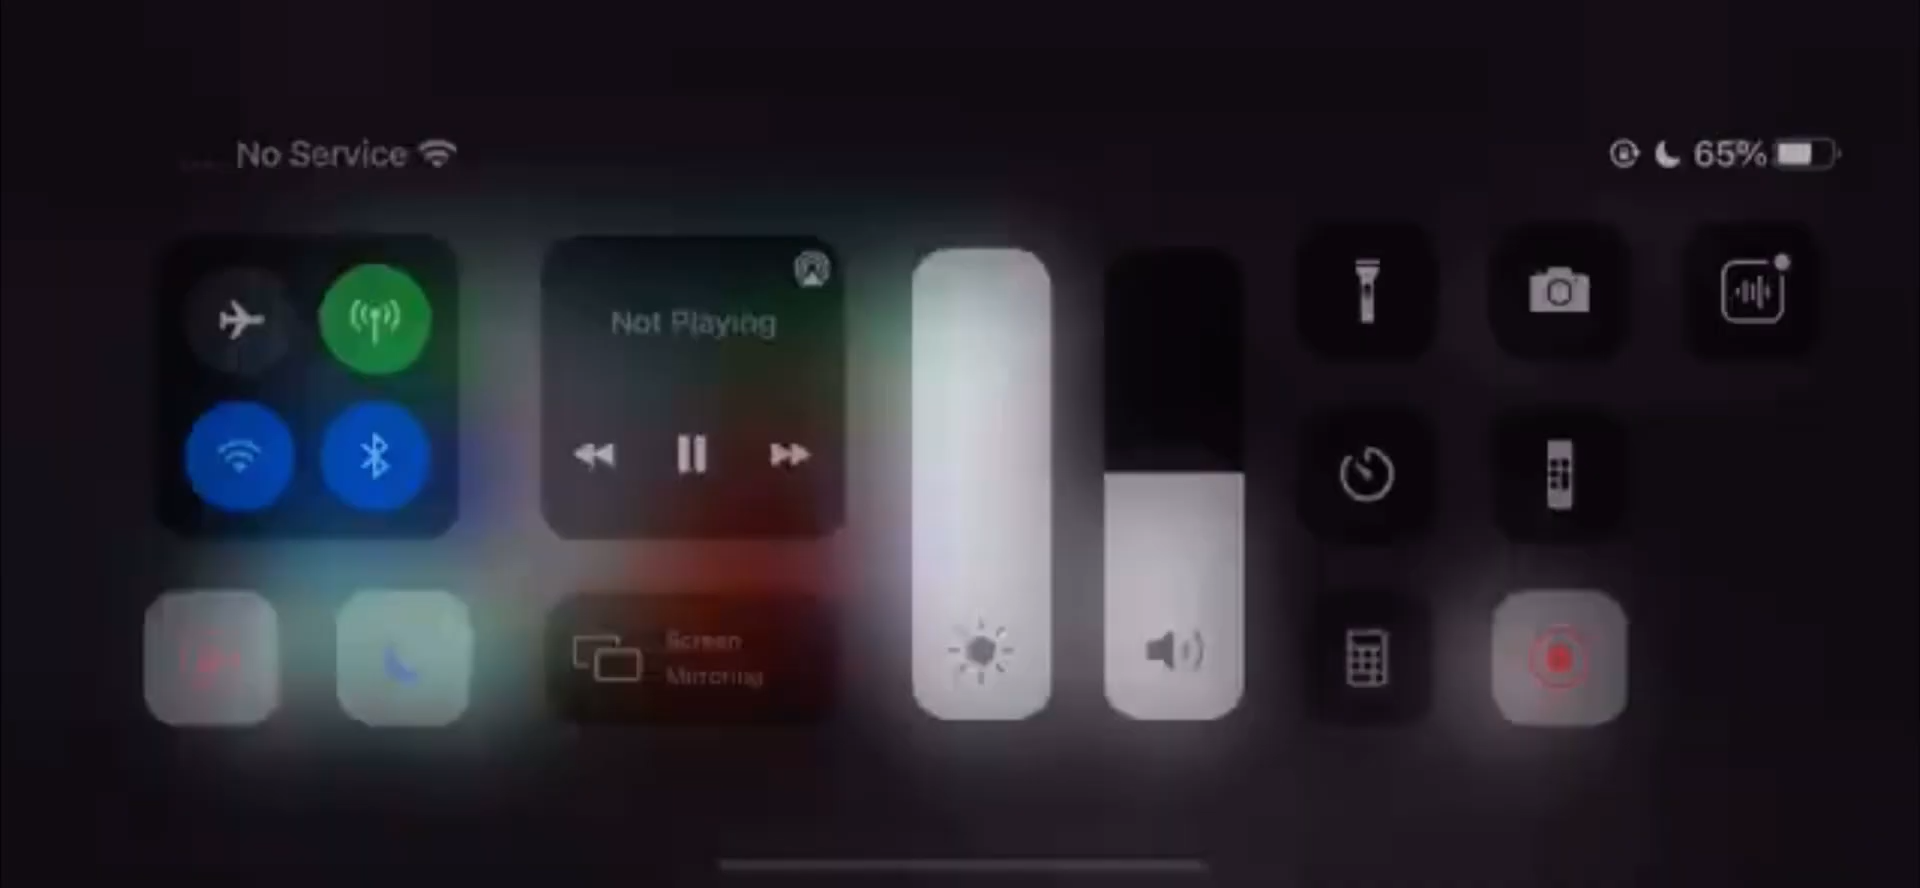 No Service
65%
Not Playing
Screen
Mirroring